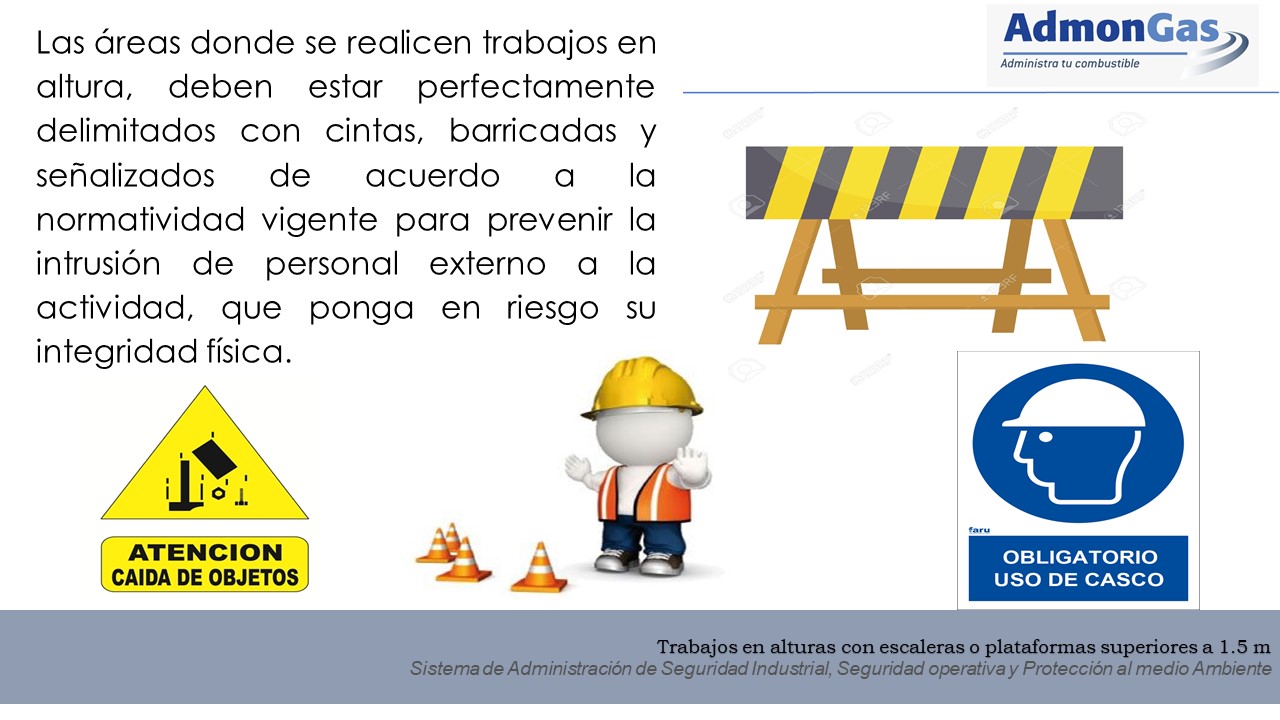 Las áreas donde se realicen trabajos en
altura, deben estar perfectamente
delimitados con cintas, barricadas y
señalizados de acuerdo a la
normatividad vigente para prevenir la
intrusión de personal externo a la
actividad, que ponga en riesgo su
integridad física.
AdmonGas
Administra tu combustible
ATENCION
CAIDA DE OBJETOS
faru
OBLIGATORIO
USO DE CASCO
Trabajos en alturas con escaleras o plataformas superiores a 1.5 m
Sistema de Administración de Seguridad Industrial, Seguridad operativa y Protección al medio Ambiente